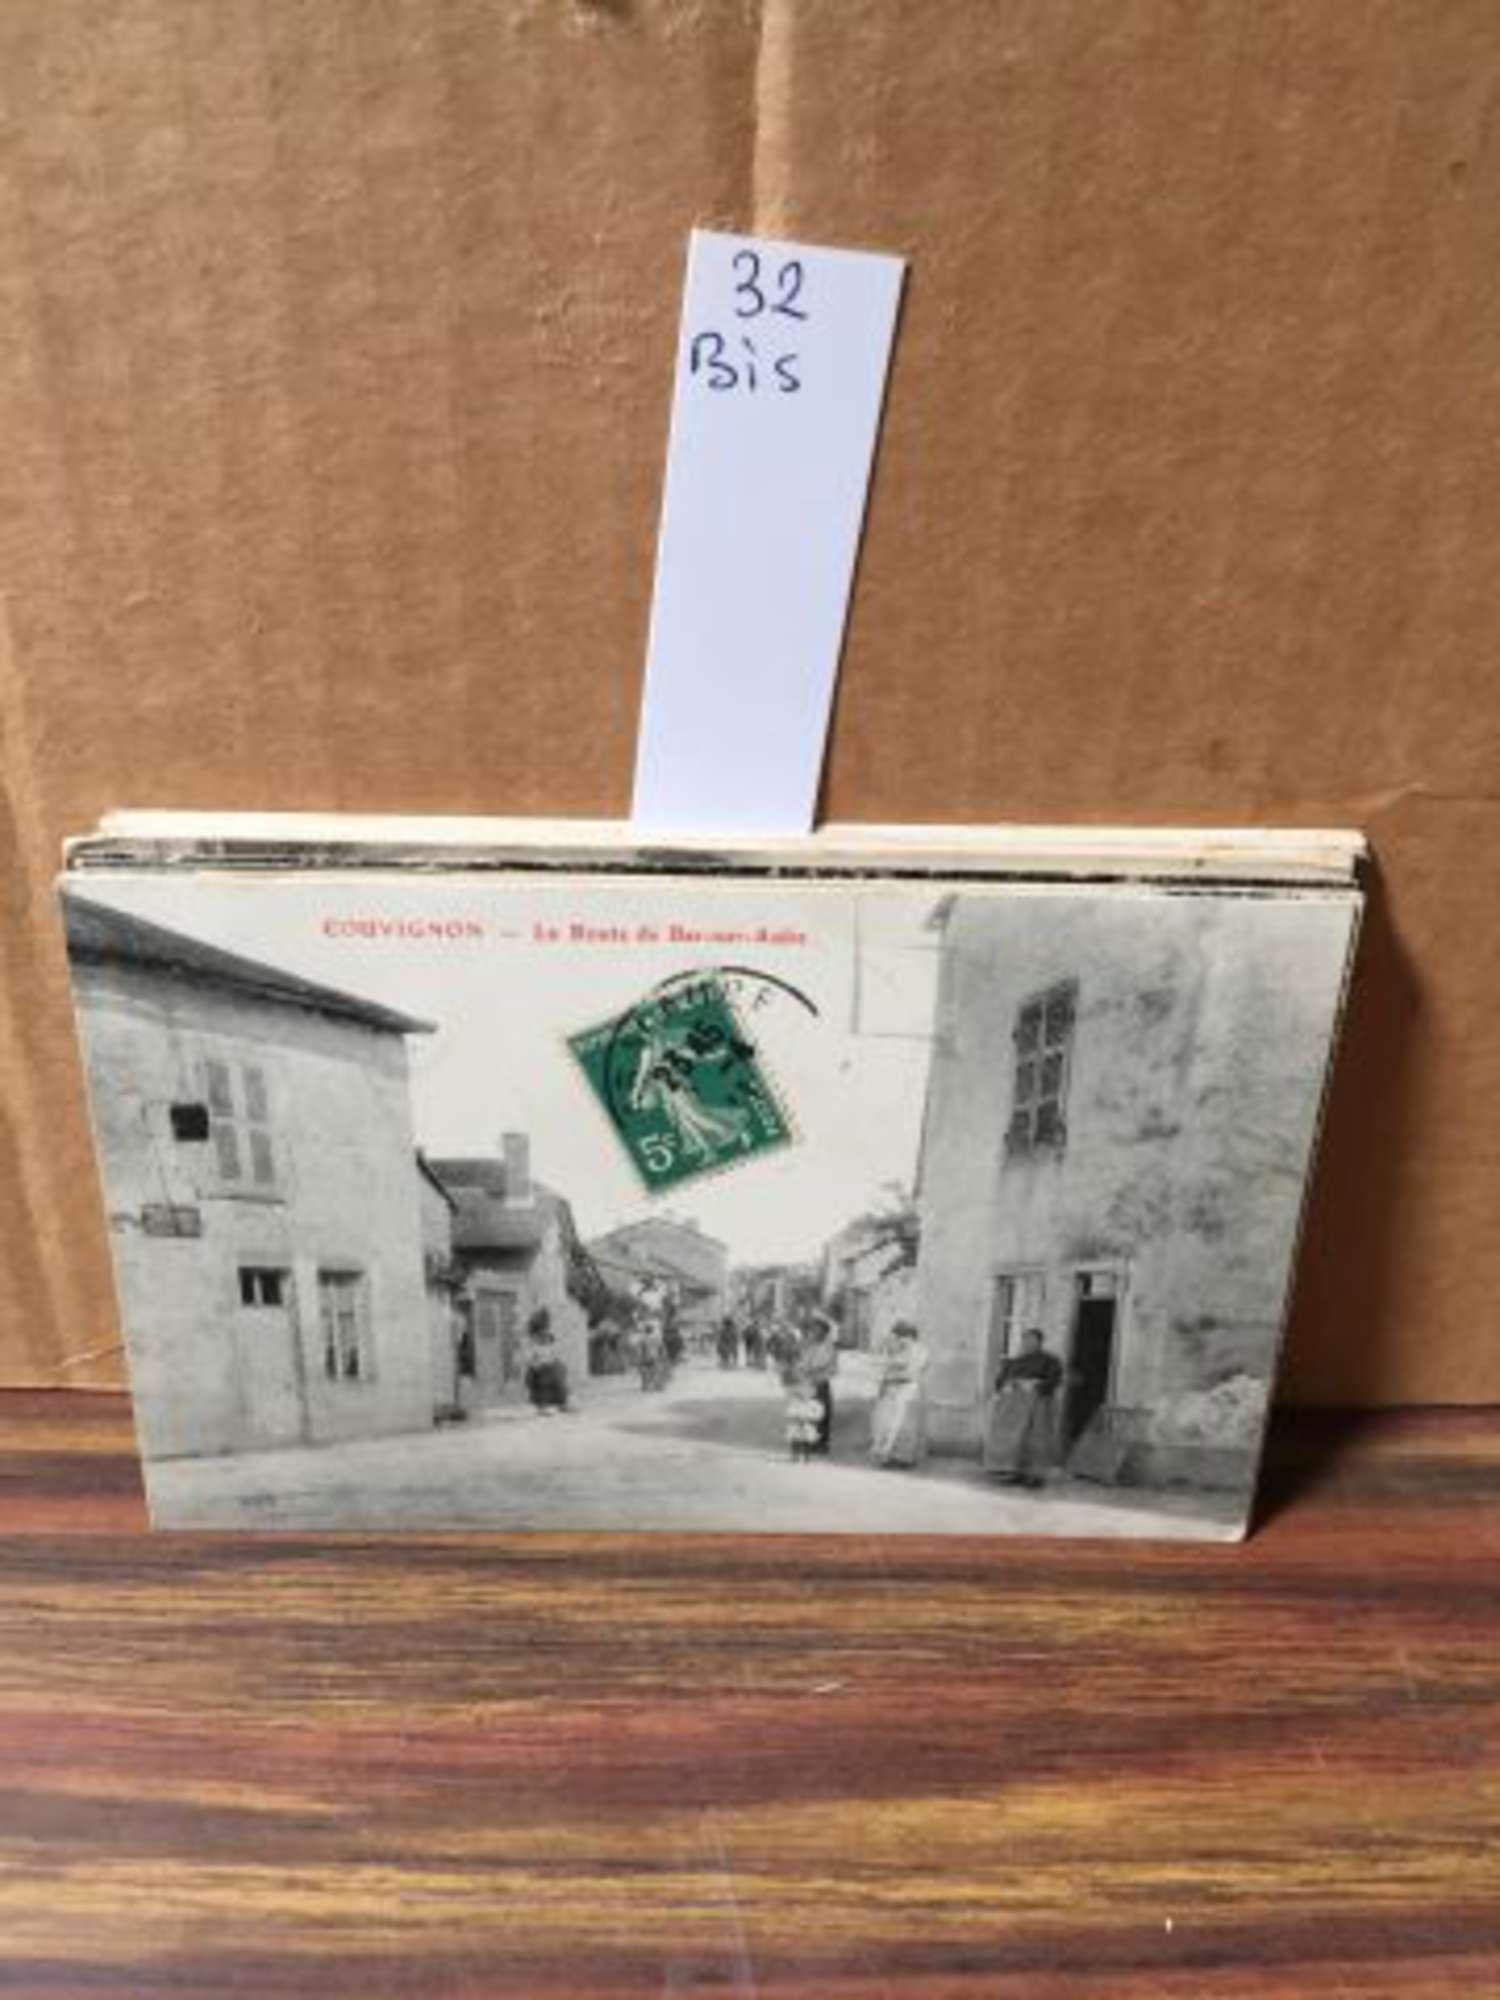 32
Bis
COUVIGNON — La Route de Bar-sur-Aube
5c